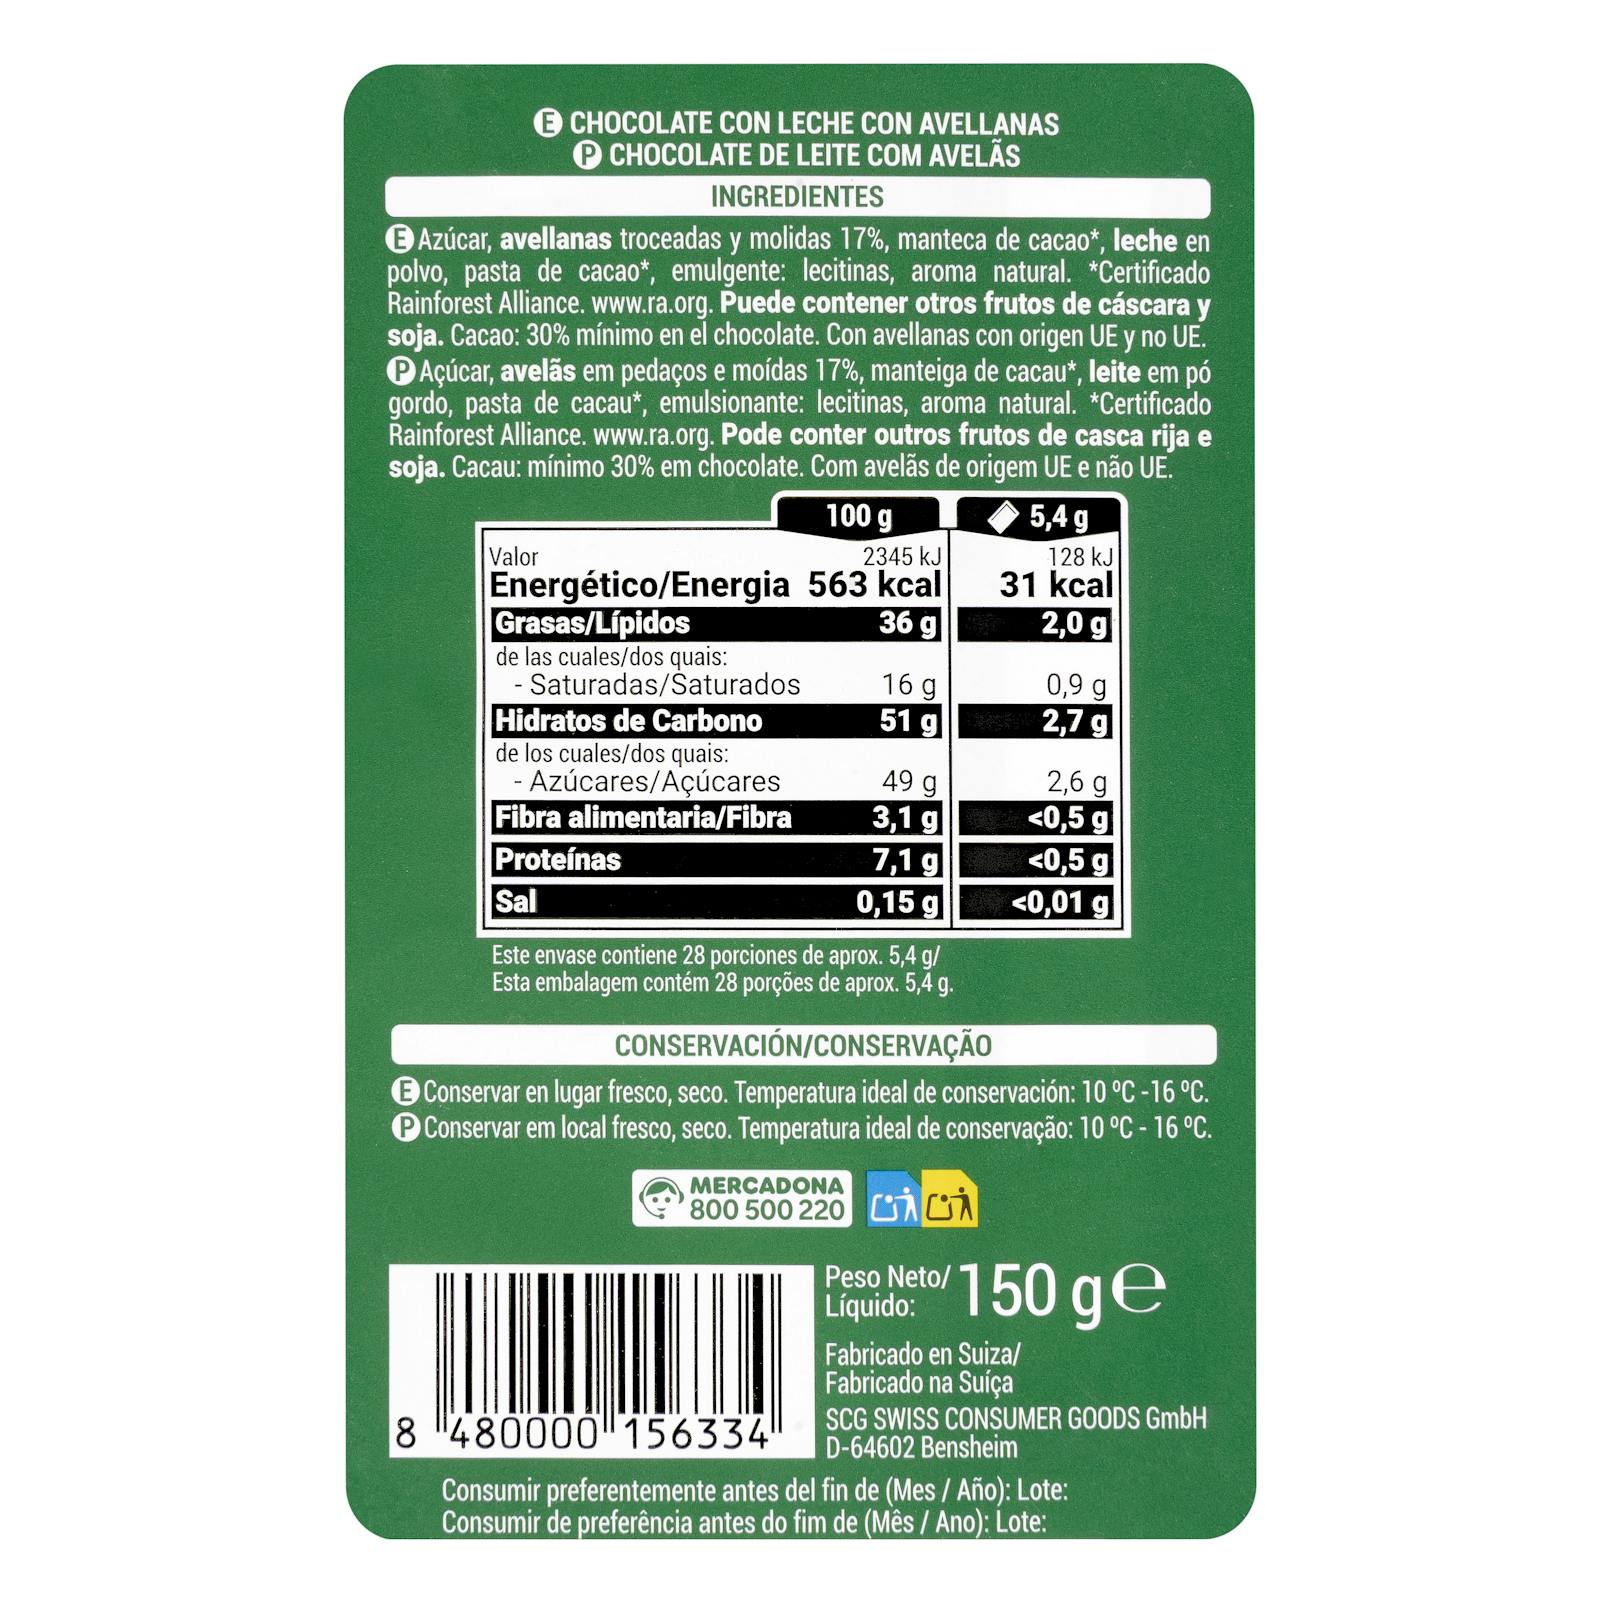 E CHOCOLATE CON LECHE CON AVELLANAS
P CHOCOLATE DE LEITE COM AVELÃS
INGREDIENTES
E Azúcar, avellanas troceadas y molidas 17%, manteca de cacao*, leche en
polvo, pasta de cacao*, emulgente: lecitinas, aroma natural. *Certificado
Rainforest Alliance. www.ra.org. Puede contener otros frutos de cáscara y
soja. Cacao: 30% mínimo en el chocolate. Con avellanas con origen UE y no UE.
P Açúcar, avelãs em pedaços e moídas 17%, manteiga de cacau*, leite em pó
gordo, pasta de cacau*, emulsionante: lecitinas, aroma natural. *Certificado
Rainforest Alliance. www.ra.org. Pode conter outros frutos de casca rija e
soja. Cacau: mínimo 30% em chocolate. Com avelãs de origem UE e não UE.
100 g 5,4 g
Valor 2345 kJ 128 kJ
Energético/Energia 563 kcal 31 kcal
Grasas/Lípidos 36 g 2,0 g
de las cuales/dos quais:
- Saturadas/Saturados 16 g 0,9 g
Hidratos de Carbono 51 g 2,7 g
de los cuales/dos quais:
- Azúcares/Açúcares 49 g 2,6 g
Fibra alimentaria/Fibra 3,1 g <0,5 g
Proteínas 7,1 g <0,5 g
Sal 0,15 g <0,01 g
Este envase contiene 28 porciones de aprox. 5,4 g/
Esta embalagem contém 28 porções de aprox. 5,4 g.
CONSERVACIÓN/CONSERVAÇÃO
E Conservar en lugar fresco, seco. Temperatura ideal de conservación: 10 ºC -16 ºC.
P Conservar em local fresco, seco. Temperatura ideal de conservação: 10 ºC - 16 ºC.
MERCADONA
800 500 220
Peso Neto/
Líquido: 150 g e
Fabricado en Suiza/
Fabricado na Suíça
SCG SWISS CONSUMER GOODS GmbH
D-64602 Bensheim
8 480000 156334
Consumir preferentemente antes del fin de (Mes / Año): Lote:
Consumir de preferência antes do fim de (Mês / Ano): Lote: